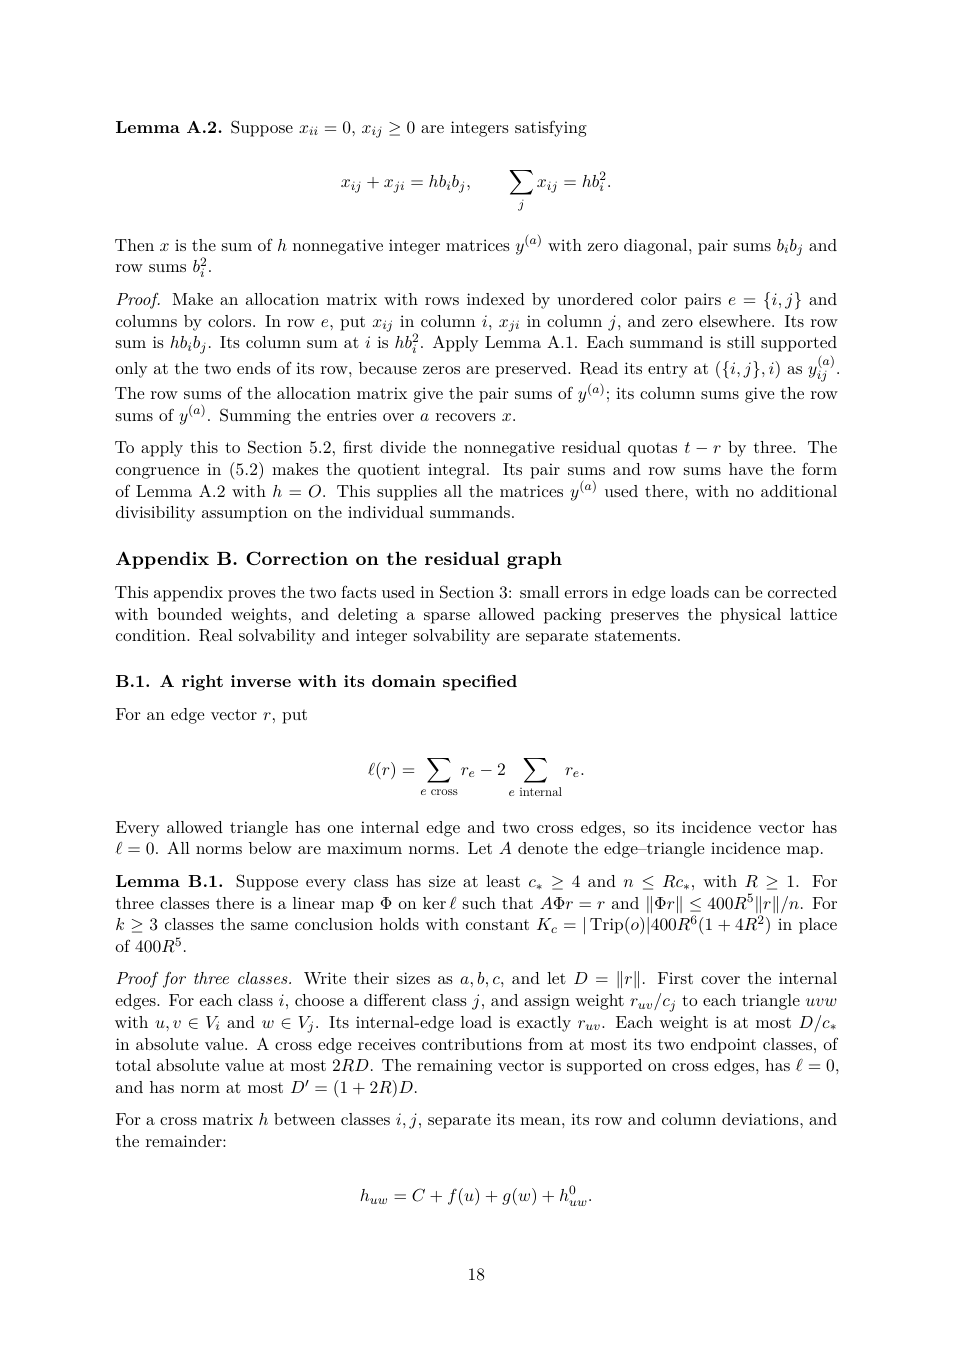 Lemma A.2. Suppose x_{ii} = 0, x_{ij} ≥ 0 are integers satisfying
x_{ij} + x_{ji} = hb_ib_j, ∑_j x_{ij} = hb_i^2.
Then x is the sum of h nonnegative integer matrices y^{(a)} with zero diagonal, pair sums b_ib_j and
row sums b_i^2.
Proof. Make an allocation matrix with rows indexed by unordered color pairs e = {i, j} and
columns by colors. In row e, put x_{ij} in column i, x_{ji} in column j, and zero elsewhere. Its row
sum is hb_ib_j. Its column sum at i is hb_i^2. Apply Lemma A.1. Each summand is still supported
only at the two ends of its row, because zeros are preserved. Read its entry at ({i, j}, i) as y_{ij}^{(a)}.
The row sums of the allocation matrix give the pair sums of y^{(a)}; its column sums give the row
sums of y^{(a)}. Summing the entries over a recovers x.
To apply this to Section 5.2, first divide the nonnegative residual quotas t − r by three. The
congruence in (5.2) makes the quotient integral. Its pair sums and row sums have the form
of Lemma A.2 with h = O. This supplies all the matrices y^{(a)} used there, with no additional
divisibility assumption on the individual summands.
Appendix B. Correction on the residual graph
This appendix proves the two facts used in Section 3: small errors in edge loads can be corrected
with bounded weights, and deleting a sparse allowed packing preserves the physical lattice
condition. Real solvability and integer solvability are separate statements.
B.1. A right inverse with its domain specified
For an edge vector r, put
ℓ(r) = ∑_{e cross} r_e − 2 ∑_{e internal} r_e.
Every allowed triangle has one internal edge and two cross edges, so its incidence vector has
ℓ = 0. All norms below are maximum norms. Let A denote the edge–triangle incidence map.
Lemma B.1. Suppose every class has size at least c_* ≥ 4 and n ≤ Rc_*, with R ≥ 1. For
three classes there is a linear map Φ on ker ℓ such that AΦr = r and ‖Φr‖ ≤ 400R^5‖r‖/n. For
k ≥ 3 classes the same conclusion holds with constant K_c = | Trip(o)|400R^6(1 + 4R^2) in place
of 400R^5.
Proof for three classes. Write their sizes as a, b, c, and let D = ‖r‖. First cover the internal
edges. For each class i, choose a different class j, and assign weight r_{uv}/c_j to each triangle uvw
with u, v ∈ V_i and w ∈ V_j. Its internal-edge load is exactly r_{uv}. Each weight is at most D/c_*
in absolute value. A cross edge receives contributions from at most its two endpoint classes, of
total absolute value at most 2RD. The remaining vector is supported on cross edges, has ℓ = 0,
and has norm at most D′ = (1 + 2R)D.
For a cross matrix h between classes i, j, separate its mean, its row and column deviations, and
the remainder:
h_{uw} = C + f(u) + g(w) + h_{uw}^0.
18